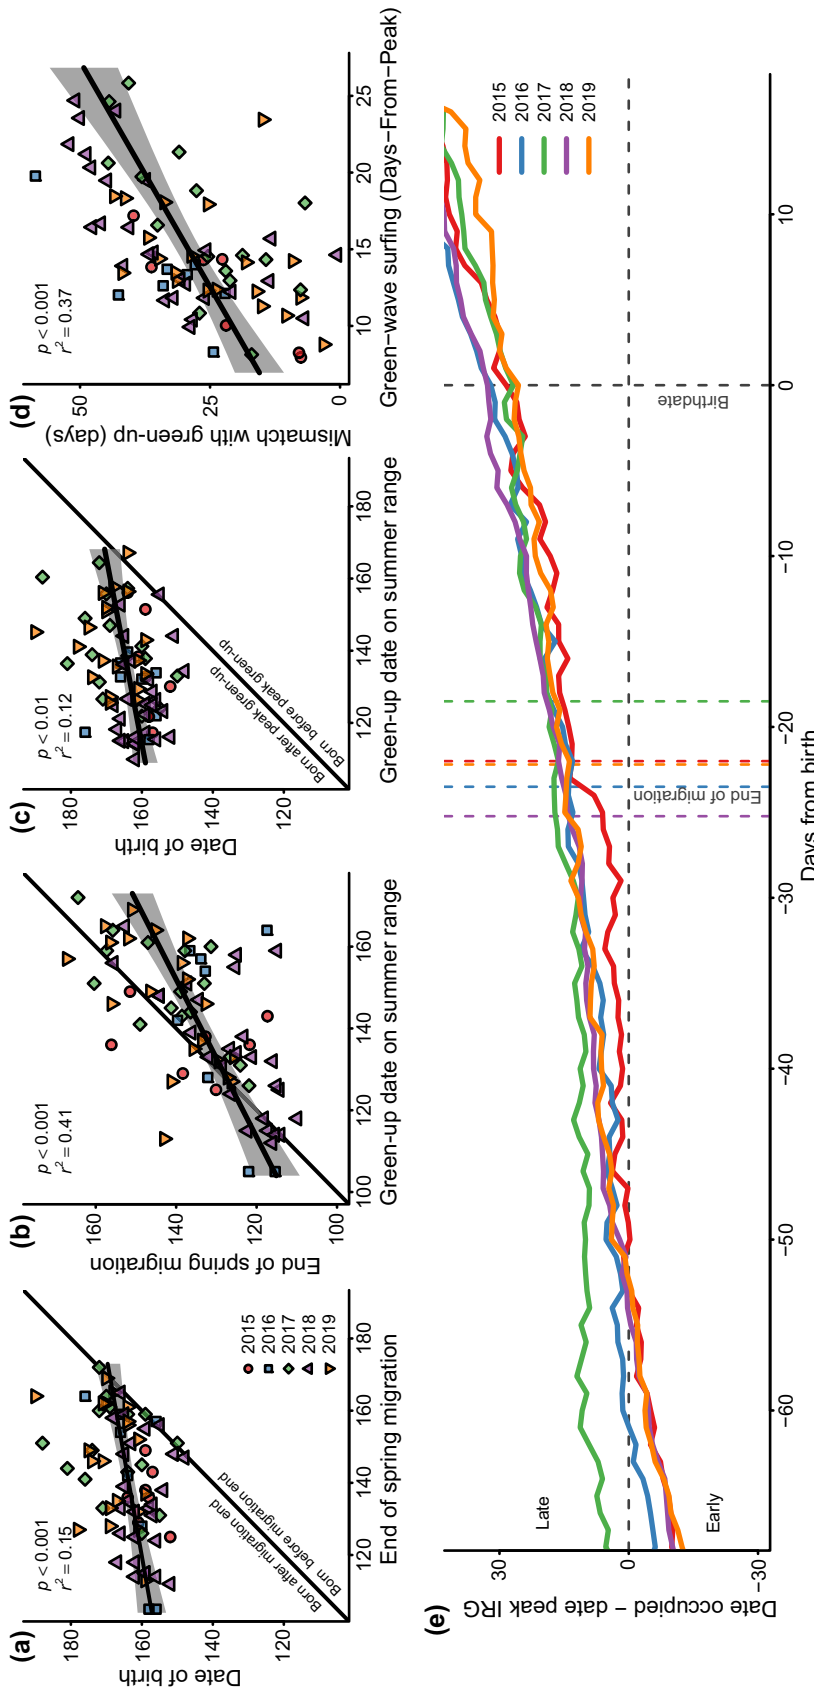 (a)
p < 0.001
r² = 0.15
Date of birth
180
160
140
120
120
140
160
180
End of spring migration
Born after migration end
Born before migration end
2015
2016
2017
2018
2019
(b)
p < 0.001
r² = 0.41
End of spring migration
160
140
120
100
100
120
140
160
Green-up date on summer range
(c)
p < 0.01
r² = 0.12
Date of birth
180
160
140
120
120
140
160
180
Green-up date on summer range
Born after peak green-up
Born before peak green-up
(d)
p < 0.001
r² = 0.37
Mismatch with green-up (days)
50
25
0
10
15
20
25
Green-wave surfing (Days-From-Peak)
(e)
Date occupied - date peak IRG
30
0
-30
Late
Early
End of migration
Birthdate
2015
2016
2017
2018
2019
-60
-50
-40
-30
-20
-10
0
10
Days from birth